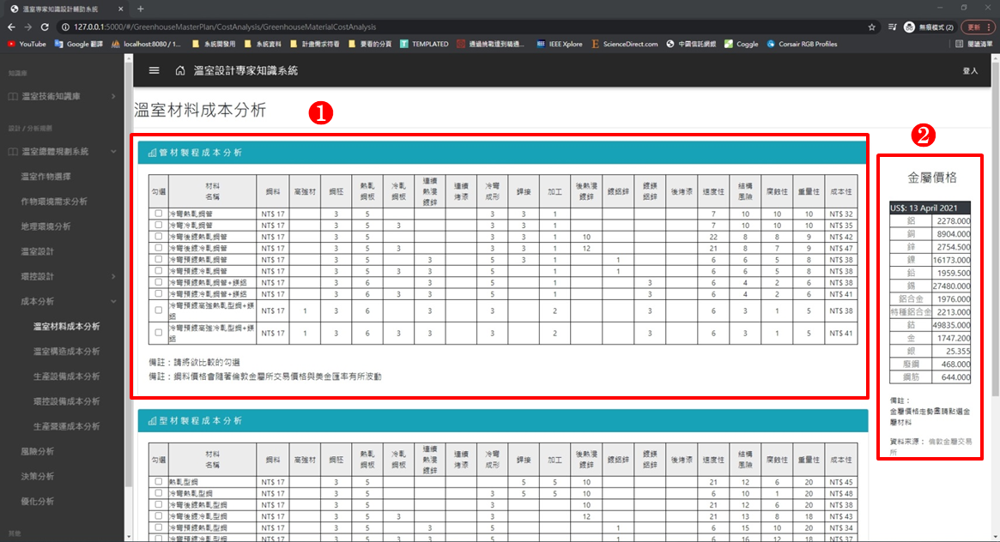 溫室專家知識設計輔助系統
127.0.0.1:5000/#/GreenhouseMasterPlan/CostAnalysis/GreenhouseMaterialCostAnalysis
無痕模式 (2)
更新
YouTube
Google 翻譯
localhost:8080 / 1...
系統開發用
系統資料
計畫需求待看
要看的分頁
TEMPLATED
通過挑戰達到精通...
IEEE Xplore
ScienceDirect.com
中國信託網銀
Coggle
Corsair RGB Profiles
閱讀清單
知識庫
溫室技術知識庫
設計 / 分析規劃
溫室總體規劃系統
溫室作物選擇
作物環境需求分析
地理環境分析
溫室設計
環控設計
成本分析
溫室材料成本分析
溫室構造成本分析
生產設備成本分析
環控設備成本分析
生產營運成本分析
風險分析
決策分析
優化分析
其他
溫室設計專家知識系統
登入
溫室材料成本分析
1
管材製程成本分析
勾選 材料名稱 鋼料 高強材 鋼胚 熱軋鋼板 冷軋鋼板 連續熱浸鍍鋅 連續烤漆 冷彎成形 銲接 加工 後熱浸鍍鋅 鍍鋁鋅 鍍鎂鋁鋅 後烤漆 速度性 結構風險 腐蝕性 重量性 成本性
冷彎熱軋鋼管 NT$ 17 3 5 3 3 1 7 10 10 10 NT$ 32
冷彎冷軋鋼管 NT$ 17 3 5 3 3 3 1 7 10 10 10 NT$ 35
冷彎後鍍熱軋鋼管 NT$ 17 3 5 3 3 1 10 22 8 8 9 NT$ 42
冷彎後鍍冷軋鋼管 NT$ 17 3 5 3 3 3 1 12 21 8 7 9 NT$ 47
冷彎預鍍熱軋鋼管 NT$ 17 3 5 3 5 3 1 1 6 6 5 8 NT$ 38
冷彎預鍍冷軋鋼管 NT$ 17 3 5 3 3 5 1 1 6 6 5 8 NT$ 38
冷彎預鍍熱軋鋼管+鎂鋁 NT$ 17 3 6 3 5 1 3 6 4 2 6 NT$ 38
冷彎預鍍冷軋鋼管+鎂鋁 NT$ 17 3 6 3 3 5 1 3 6 4 2 6 NT$ 41
冷彎預鍍高強熱軋型鋼+鎂鋁 NT$ 17 1 3 6 3 3 2 3 6 3 1 5 NT$ 38
冷彎預鍍高強冷軋型鋼+鎂鋁 NT$ 17 1 3 6 3 3 3 2 3 6 3 1 5 NT$ 41
備註：請將欲比較的勾選
備註：鋼料價格會隨著倫敦金屬所交易價格與美金匯率有所波動
型材製程成本分析
勾選 材料名稱 鋼料 高強材 鋼胚 熱軋鋼板 冷軋鋼板 連續熱浸鍍鋅 連續烤漆 冷彎成形 銲接 加工 後熱浸鍍鋅 鍍鋁鋅 鍍鎂鋁鋅 後烤漆 速度性 結構風險 腐蝕性 重量性 成本性
熱軋型鋼 NT$ 17 3 5 5 5 10 21 12 6 20 NT$ 45
冷彎熱軋型鋼 NT$ 17 3 5 3 5 5 10 6 10 1 20 NT$ 48
冷彎後鍍熱軋型鋼 NT$ 17 3 5 3 10 21 12 6 20 NT$ 38
冷彎後鍍冷軋型鋼 NT$ 17 3 5 3 3 12 21 13 8 18 NT$ 43
冷彎預鍍熱軋型鋼 NT$ 17 3 5 3 5 1 6 15 10 20 NT$ 34
冷彎預鍍冷軋型鋼 NT$ 17 3 5 3 3 5 1 6 16 12 18 NT$ 37
2
金屬價格
US$: 13 April 2021
鋁 2278.000
銅 8904.000
鋅 2754.500
鎳 16173.000
鉛 1959.500
錫 27480.000
鋁合金 1976.000
特種鋁合金 2213.000
鈷 49835.000
金 1747.200
銀 25.355
廢鋼 468.000
鋼筋 644.000
備註：
金屬價格走勢圖請點選金
屬材料
資料來源： 倫敦金屬交易
所